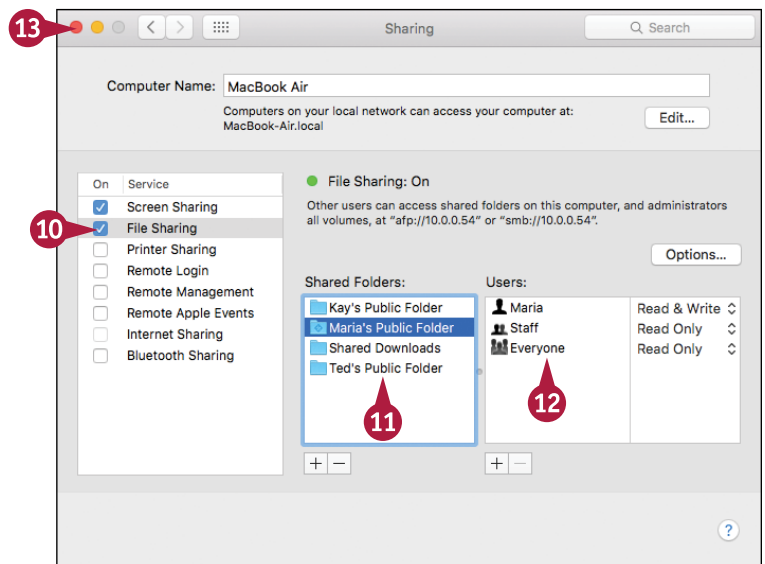 13
Sharing
Search
Computer Name: MacBook Air
Computers on your local network can access your computer at:
MacBook-Air.local
Edit...
On Service
Screen Sharing
10 File Sharing
Printer Sharing
Remote Login
Remote Management
Remote Apple Events
Internet Sharing
Bluetooth Sharing
File Sharing: On
Other users can access shared folders on this computer, and administrators
all volumes, at “afp://10.0.0.54” or “smb://10.0.0.54”.
Options...
Shared Folders:
Kay's Public Folder
Maria's Public Folder
Shared Downloads
Ted's Public Folder
11
+ −
Users:
Maria Read & Write
Staff Read Only
Everyone Read Only
12
+ −
?